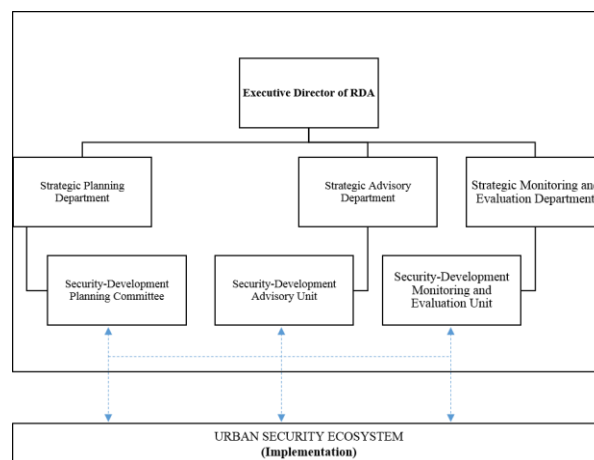 Executive Director of RDA
Strategic Planning
Department
Strategic Advisory
Department
Strategic Monitoring and
Evaluation Department
Security-Development
Planning Committee
Security-Development
Advisory Unit
Security-Development
Monitoring and
Evaluation Unit
URBAN SECURITY ECOSYSTEM
(Implementation)